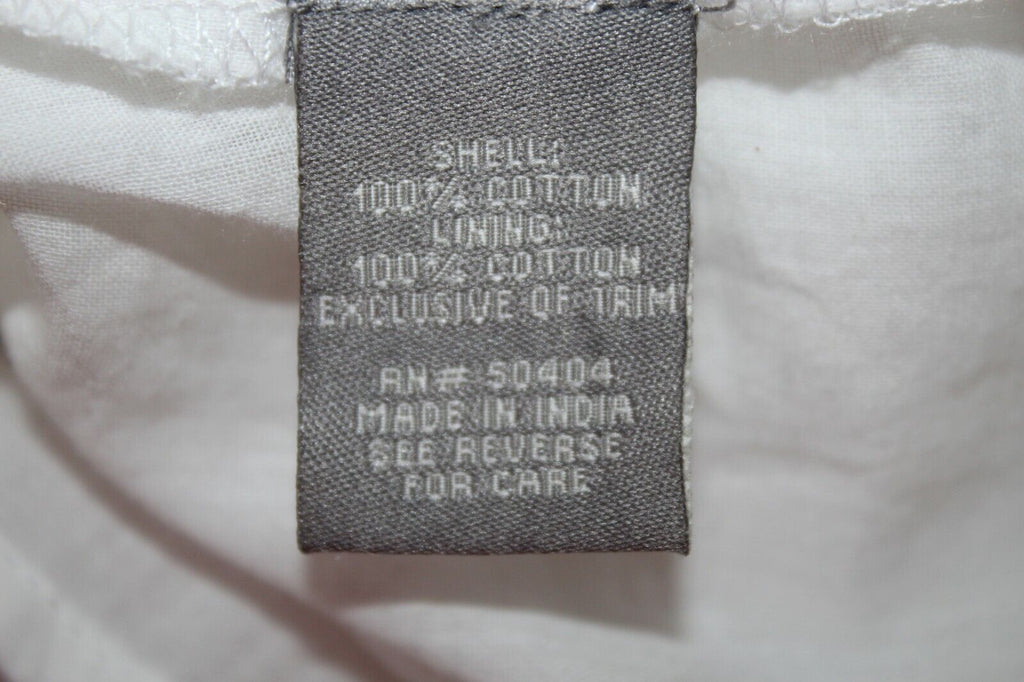 SHELL:
100% COTTON
LINING:
100% COTTON
EXCLUSIVE OF TRIM
RN# 50404
MADE IN INDIA
SEE REVERSE
FOR CARE